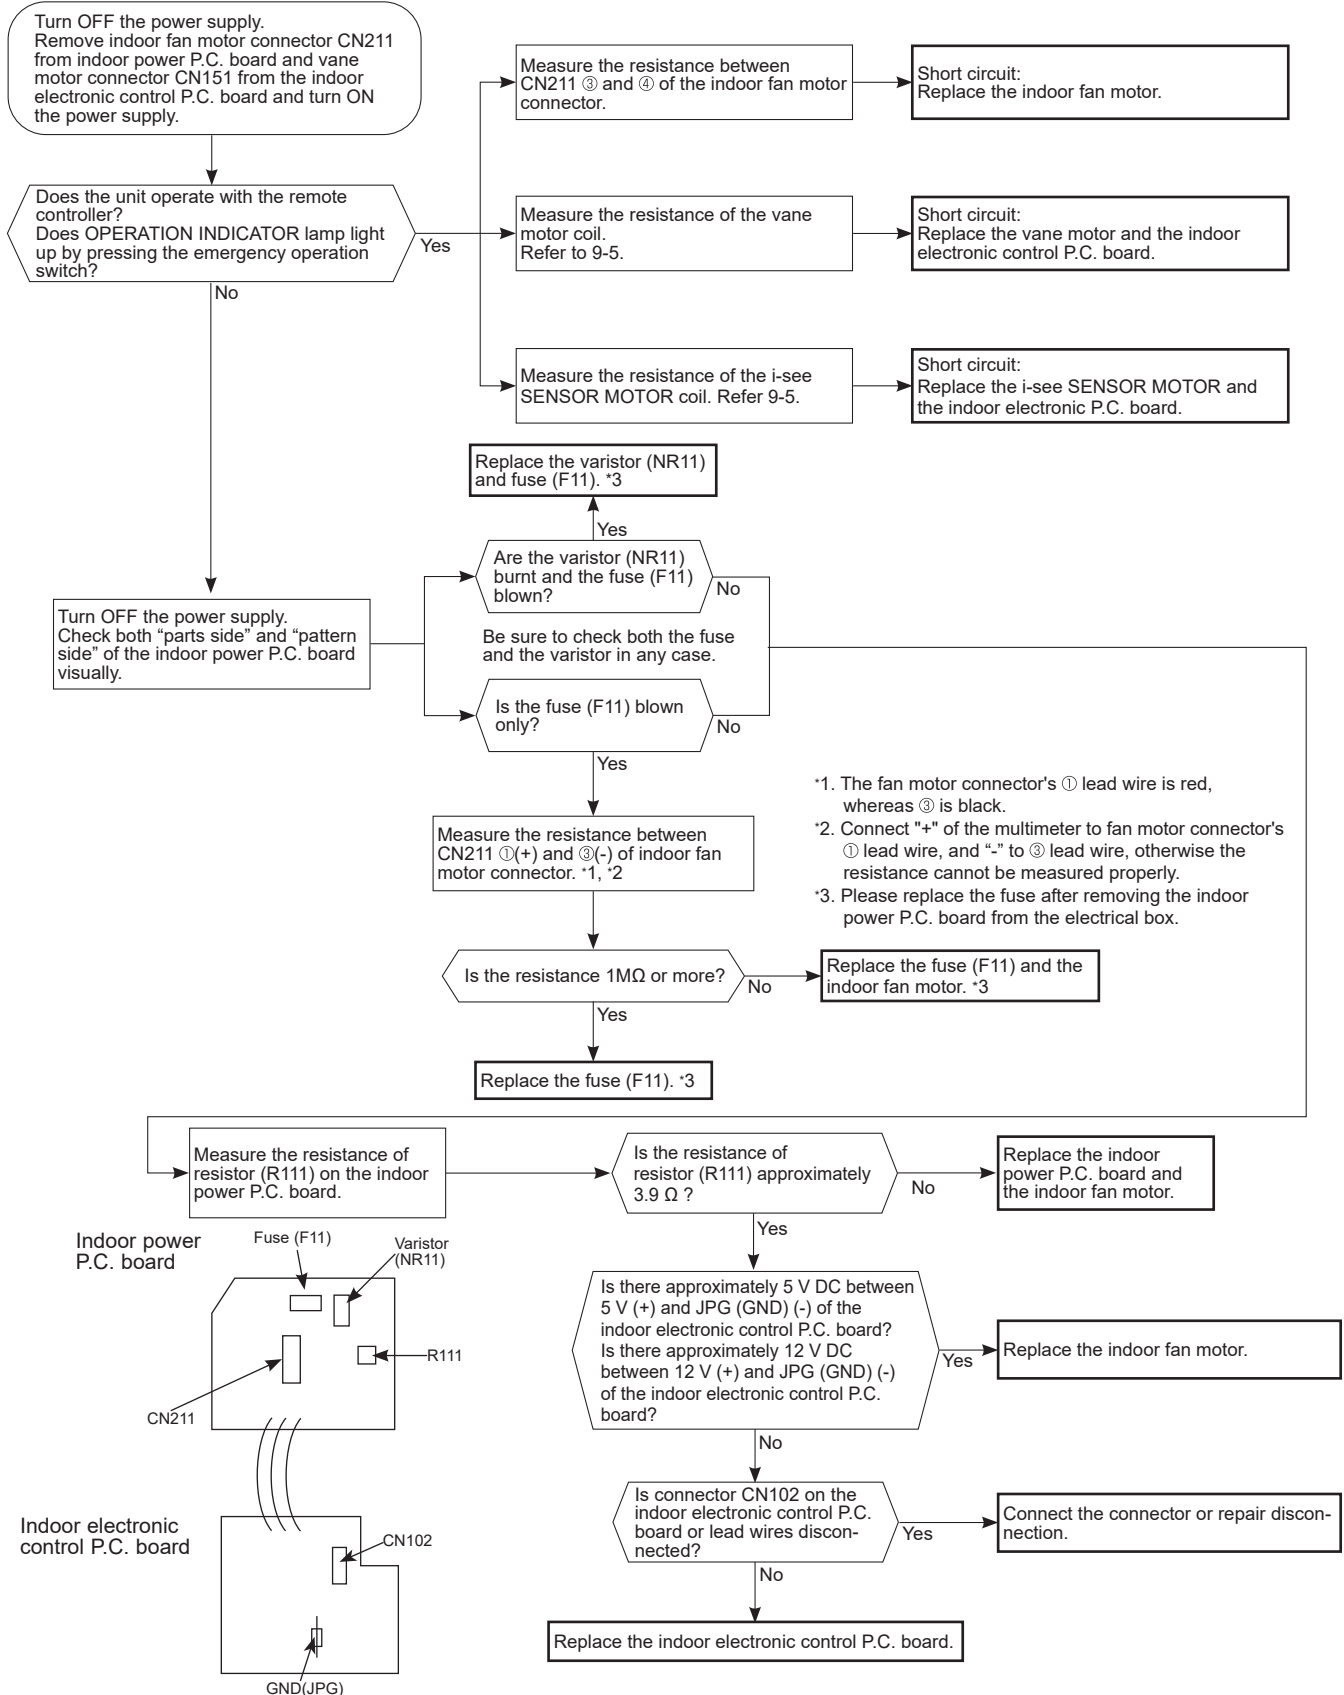 Turn OFF the power supply.
Remove indoor fan motor connector CN211
from indoor power P.C. board and vane
motor connector CN151 from the indoor
electronic control P.C. board and turn ON
the power supply.
Measure the resistance between
CN211 ③ and ④ of the indoor fan motor
connector.
Short circuit:
Replace the indoor fan motor.
Does the unit operate with the remote
controller?
Does OPERATION INDICATOR lamp light
up by pressing the emergency operation
switch?
Yes
Measure the resistance of the vane
motor coil.
Refer to 9-5.
Short circuit:
Replace the vane motor and the indoor
electronic control P.C. board.
No
Measure the resistance of the i-see
SENSOR MOTOR coil. Refer 9-5.
Short circuit:
Replace the i-see SENSOR MOTOR and
the indoor electronic P.C. board.
Replace the varistor (NR11)
and fuse (F11). *3
Yes
Are the varistor (NR11)
burnt and the fuse (F11)
blown?
No
Turn OFF the power supply.
Check both “parts side” and “pattern
side” of the indoor power P.C. board
visually.
Be sure to check both the fuse
and the varistor in any case.
Is the fuse (F11) blown
only?
No
Yes
*1. The fan motor connector's ① lead wire is red,
whereas ③ is black.
*2. Connect "+" of the multimeter to fan motor connector's
① lead wire, and “-” to ③ lead wire, otherwise the
resistance cannot be measured properly.
*3. Please replace the fuse after removing the indoor
power P.C. board from the electrical box.
Measure the resistance between
CN211 ①(+) and ③(-) of indoor fan
motor connector. *1, *2
Is the resistance 1MΩ or more?
No
Replace the fuse (F11) and the
indoor fan motor. *3
Yes
Replace the fuse (F11). *3
Measure the resistance of
resistor (R111) on the indoor
power P.C. board.
Is the resistance of
resistor (R111) approximately
3.9 Ω ?
No
Replace the indoor
power P.C. board and
the indoor fan motor.
Yes
Indoor power
P.C. board
Fuse (F11)
Varistor
(NR11)
R111
CN211
Is there approximately 5 V DC between
5 V (+) and JPG (GND) (-) of the
indoor electronic control P.C. board?
Is there approximately 12 V DC
between 12 V (+) and JPG (GND) (-)
of the indoor electronic control P.C.
board?
Yes
Replace the indoor fan motor.
No
Indoor electronic
control P.C. board
CN102
GND(JPG)
Is connector CN102 on the
indoor electronic control P.C.
board or lead wires discon-
nected?
Yes
Connect the connector or repair discon-
nection.
No
Replace the indoor electronic control P.C. board.